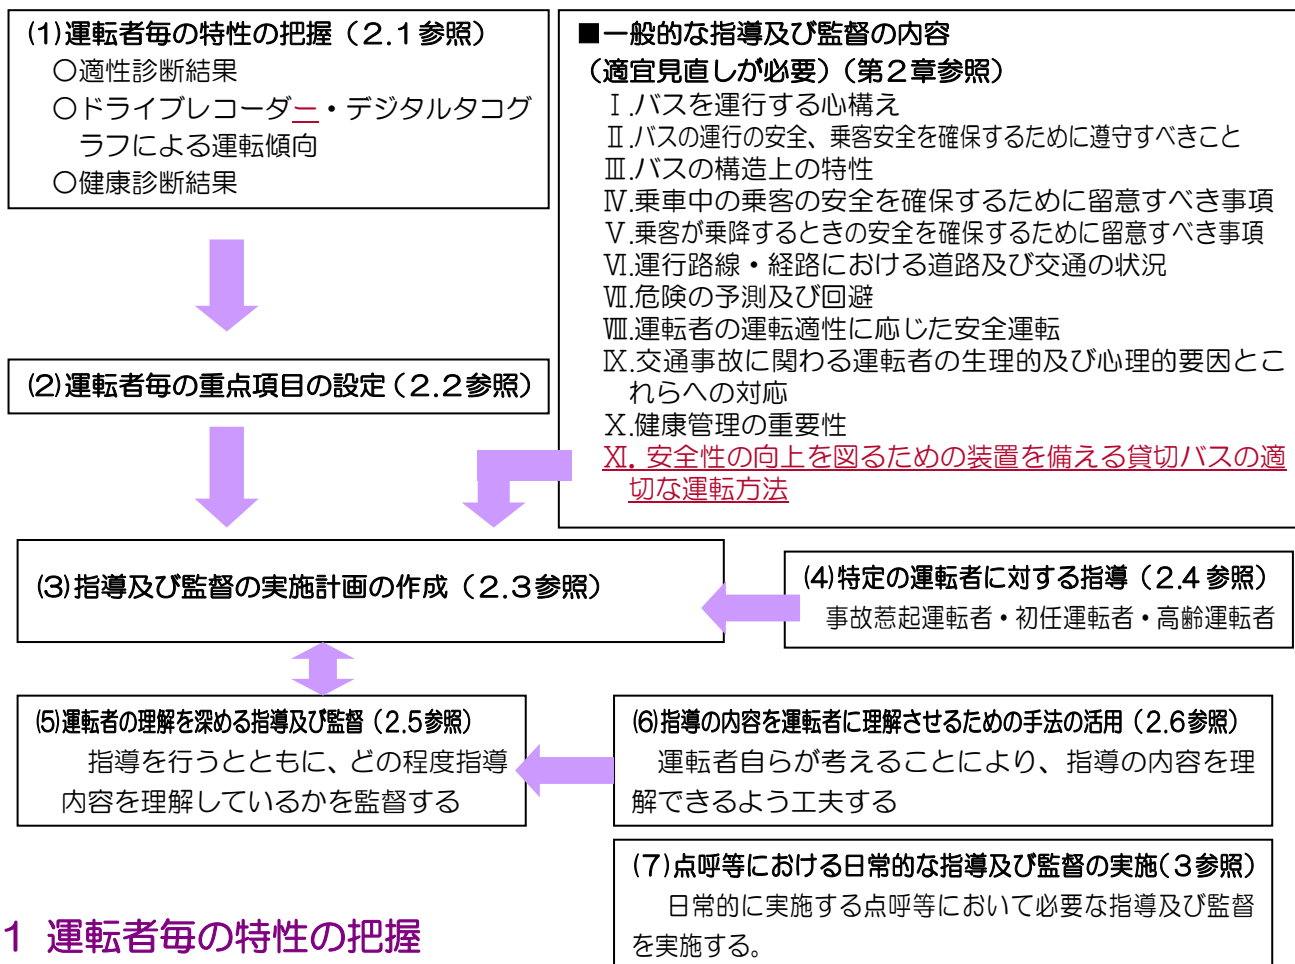 (1)運転者毎の特性の把握（2.1参照）
○適性診断結果
○ドライブレコーダー・デジタルタコグ
ラフによる運転傾向
○健康診断結果
(2)運転者毎の重点項目の設定（2.2参照）
■一般的な指導及び監督の内容
（適宜見直しが必要）（第２章参照）
Ⅰ.バスを運行する心構え
Ⅱ.バスの運行の安全、乗客安全を確保するために遵守すべきこと
Ⅲ.バスの構造上の特性
Ⅳ.乗車中の乗客の安全を確保するために留意すべき事項
Ⅴ.乗客が乗降するときの安全を確保するために留意すべき事項
Ⅵ.運行路線・経路における道路及び交通の状況
Ⅶ.危険の予測及び回避
Ⅷ.運転者の運転適性に応じた安全運転
Ⅸ.交通事故に関わる運転者の生理的及び心理的要因とこ
れらへの対応
Ⅹ.健康管理の重要性
Ⅺ. 安全性の向上を図るための装置を備える貸切バスの適
切な運転方法
(3)指導及び監督の実施計画の作成（2.3参照）
(4)特定の運転者に対する指導（2.4 参照）
事故惹起運転者・初任運転者・高齢運転者
(5)運転者の理解を深める指導及び監督（2.5参照）
指導を行うとともに、どの程度指導
内容を理解しているかを監督する
(6)指導の内容を運転者に理解させるための手法の活用（2.6参照）
運転者自らが考えることにより、指導の内容を理
解できるよう工夫する
(7)点呼等における日常的な指導及び監督の実施(３参照）
日常的に実施する点呼等において必要な指導及び監督
を実施する。
1 運転者毎の特性の把握